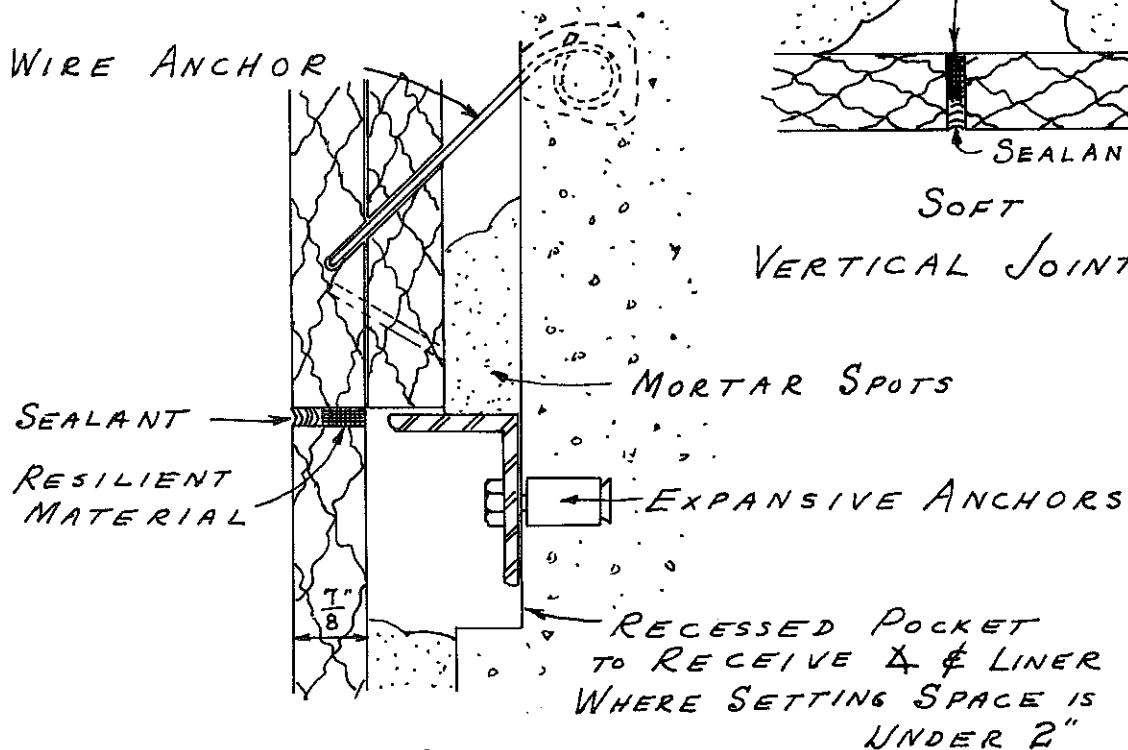 WIRE ANCHOR
SOFT
VERTICAL JOINT
MORTAR SPOTS
SEALANT
RESILIENT
MATERIAL
EXPANSIVE ANCHORS
7/8"
RECESSED POCKET
TO RECEIVE ∠ & LINER
WHERE SETTING SPACE IS
UNDER 2"